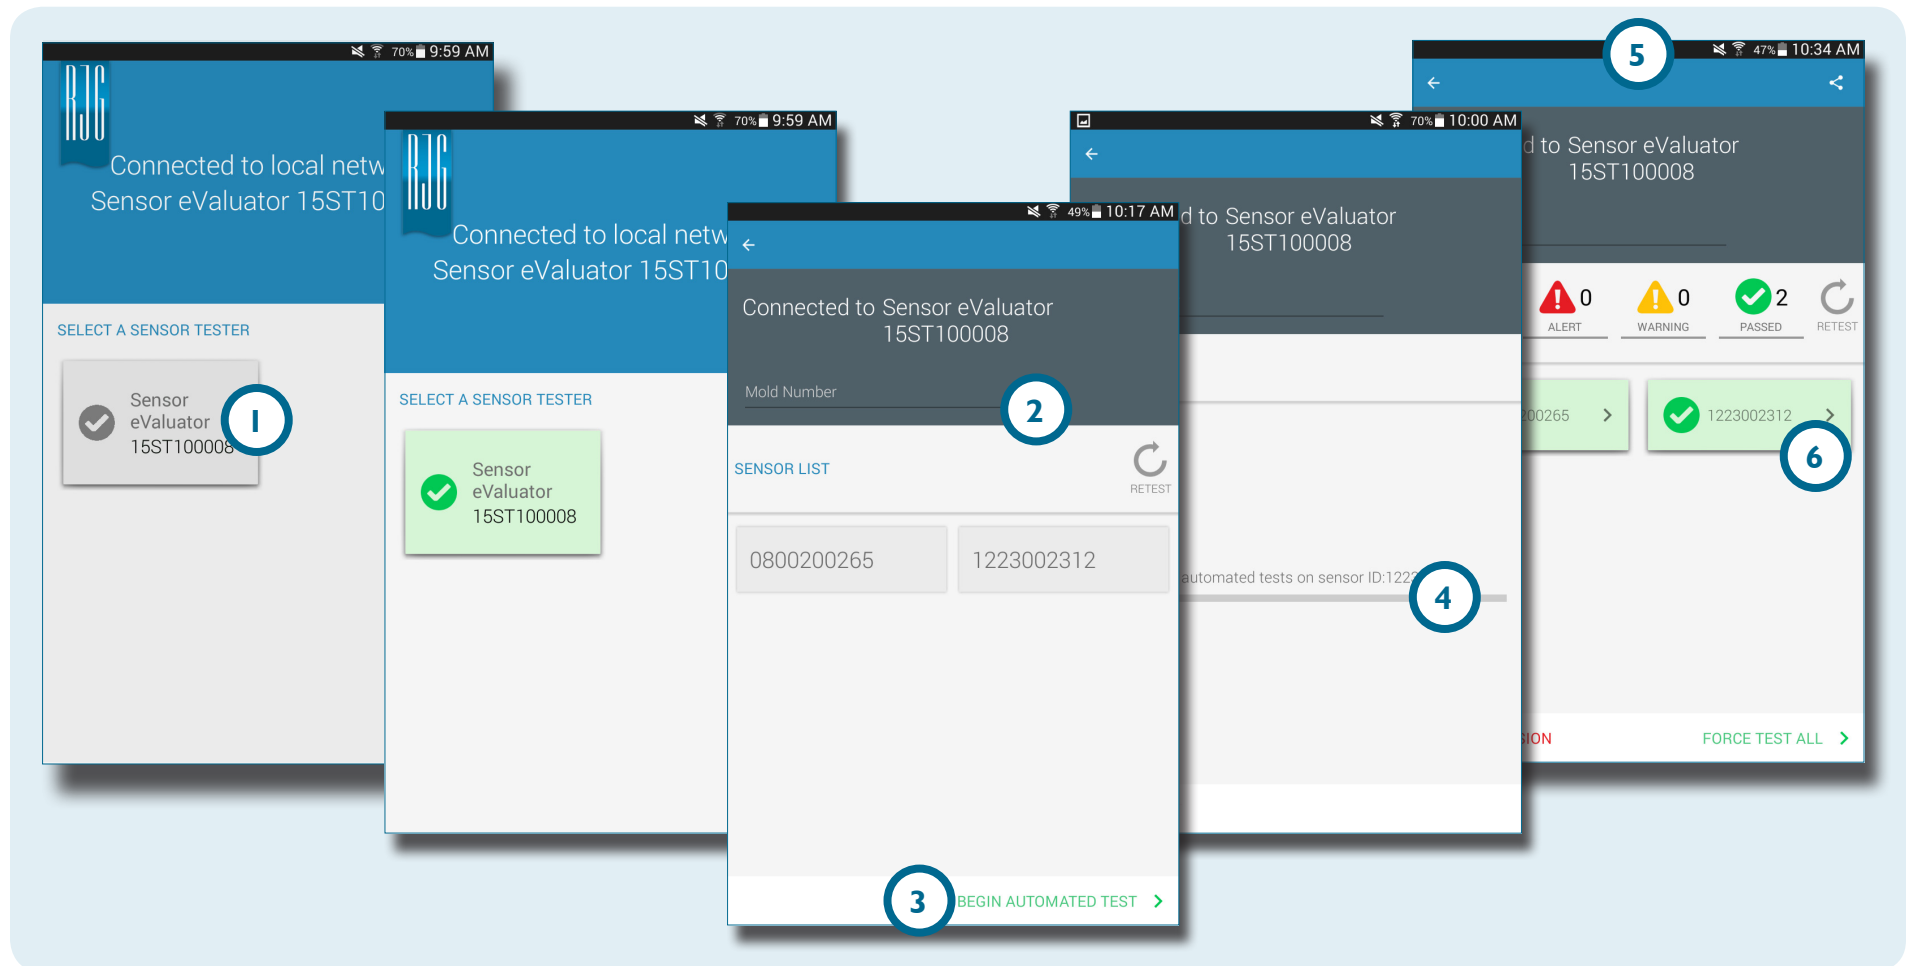 70% 9:59 AM
RJG
Connected to local netw
Sensor eValuator 15ST10
SELECT A SENSOR TESTER
Sensor
eValuator
15ST100008
1
70% 9:59 AM
RJG
Connected to local netw
Sensor eValuator 15ST10
SELECT A SENSOR TESTER
Sensor
eValuator
15ST100008
49% 10:17 AM
Connected to Sensor eValuator
15ST100008
Mold Number
2
SENSOR LIST
RETEST
0800200265
1223002312
3
BEGIN AUTOMATED TEST
70% 10:00 AM
d to Sensor eValuator
15ST100008
automated tests on sensor ID:1223
4
5
47% 10:34 AM
d to Sensor eValuator
15ST100008
0
ALERT
0
WARNING
2
PASSED
RETEST
200265
1223002312
6
SION
FORCE TEST ALL